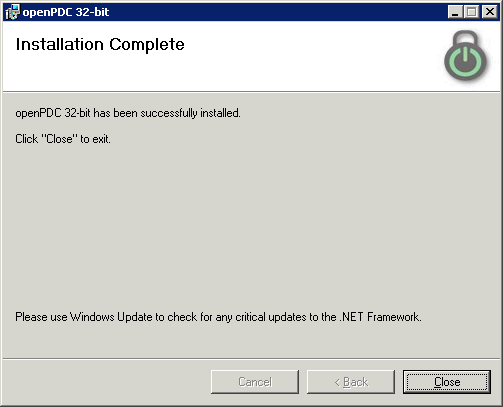 openPDC 32-bit
Installation Complete
openPDC 32-bit has been successfully installed.
Click "Close" to exit.
Please use Windows Update to check for any critical updates to the .NET Framework.
Cancel
< Back
Close